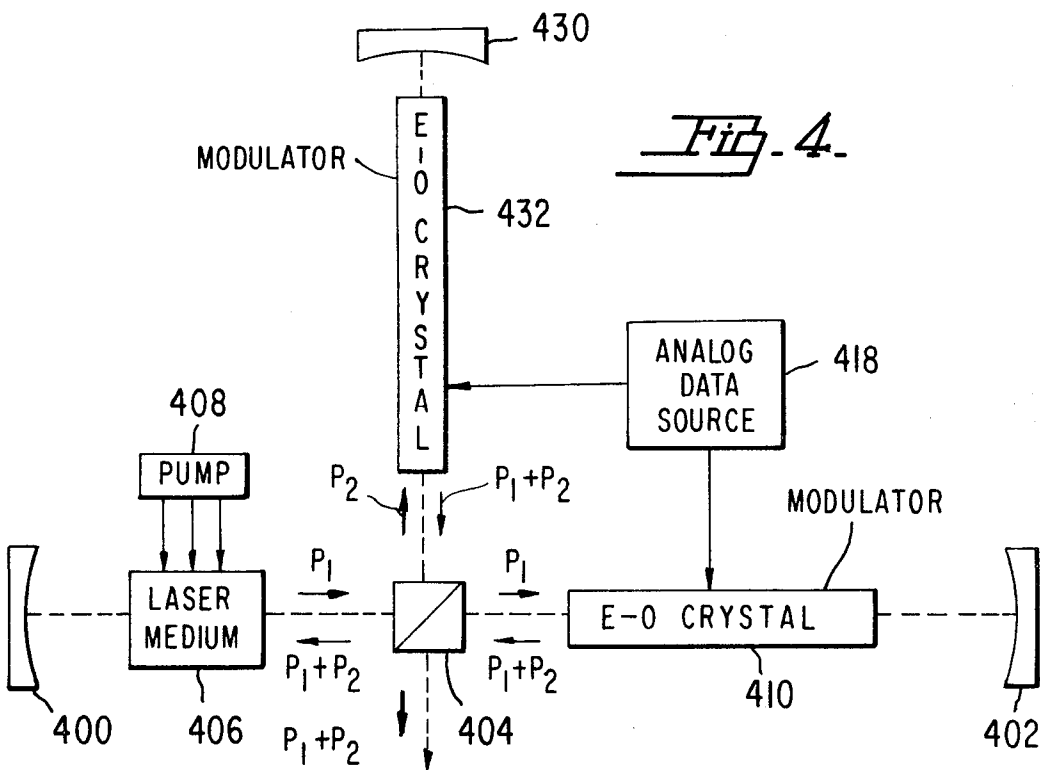 430
Fig. 4.
E-O CRYSTAL
MODULATOR
432
ANALOG
DATA
SOURCE
418
408
PUMP
P₂
P₁+P₂
MODULATOR
P₁
P₁
LASER
MEDIUM
E-O CRYSTAL
P₁+P₂
P₁+P₂
400
406
P₁+P₂
404
410
402